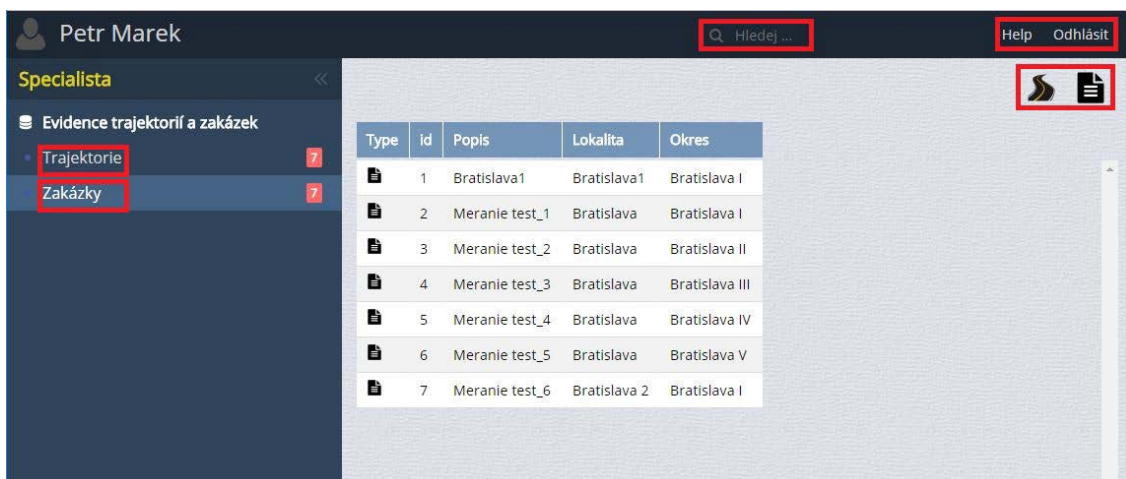 Petr Marek
Hledej ...
Help Odhlásit
Specialista
Evidence trajektorií a zakázek
Trajektorie 7
Zakázky 7
Type id Popis Lokalita Okres
1 Bratislava1 Bratislava1 Bratislava I
2 Meranie test_1 Bratislava Bratislava I
3 Meranie test_2 Bratislava Bratislava II
4 Meranie test_3 Bratislava Bratislava III
5 Meranie test_4 Bratislava Bratislava IV
6 Meranie test_5 Bratislava Bratislava V
7 Meranie test_6 Bratislava 2 Bratislava I